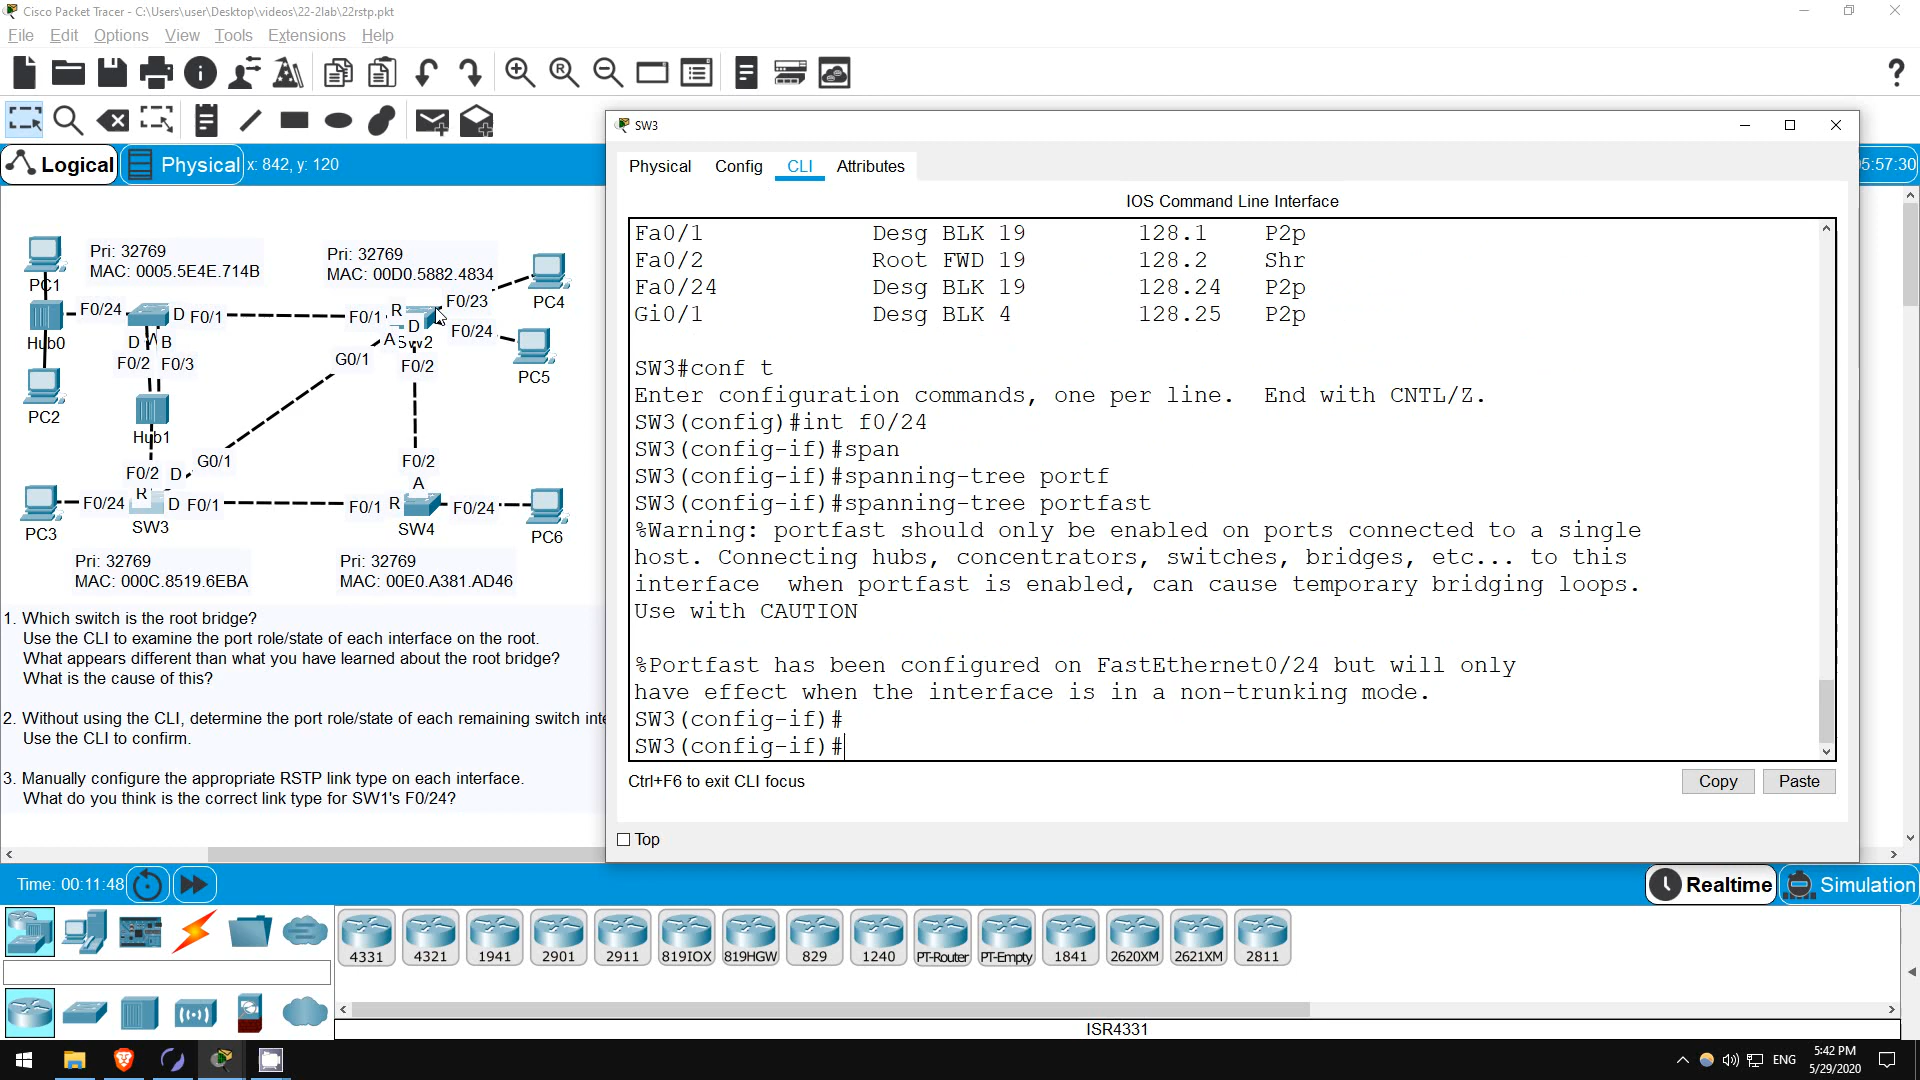 Cisco Packet Tracer - C:\Users\user\Desktop\videos\22-2lab\22rstp.pkt
File Edit Options View Tools Extensions Help
Logical Physical x: 842, y: 120
5:57:30
Pri: 32769
MAC: 0005.5E4E.714B
Pri: 32769
MAC: 00D0.5882.4834
PC1
PC4
F0/24
D F0/1
F0/1
R
F0/23
D
F0/24
Hub0
A
D
B
F0/2 F0/3
G0/1
F0/2
PC5
PC2
Hub1
F0/2 D
G0/1
F0/2
A
R
F0/24
D F0/1
F0/1 R
F0/24
PC3
SW3
SW4
PC6
Pri: 32769
MAC: 000C.8519.6EBA
Pri: 32769
MAC: 00E0.A381.AD46
1. Which switch is the root bridge?
Use the CLI to examine the port role/state of each interface on the root.
What appears different than what you have learned about the root bridge?
What is the cause of this?
2. Without using the CLI, determine the port role/state of each remaining switch inte
Use the CLI to confirm.
3. Manually configure the appropriate RSTP link type on each interface.
What do you think is the correct link type for SW1's F0/24?
SW3
Physical Config CLI Attributes
IOS Command Line Interface
Fa0/1 Desg BLK 19 128.1 P2p
Fa0/2 Root FWD 19 128.2 Shr
Fa0/24 Desg BLK 19 128.24 P2p
Gi0/1 Desg BLK 4 128.25 P2p
SW3#conf t
Enter configuration commands, one per line. End with CNTL/Z.
SW3(config)#int f0/24
SW3(config-if)#span
SW3(config-if)#spanning-tree portf
SW3(config-if)#spanning-tree portfast
%Warning: portfast should only be enabled on ports connected to a single
host. Connecting hubs, concentrators, switches, bridges, etc... to this
interface when portfast is enabled, can cause temporary bridging loops.
Use with CAUTION
%Portfast has been configured on FastEthernet0/24 but will only
have effect when the interface is in a non-trunking mode.
SW3(config-if)#
SW3(config-if)#
Ctrl+F6 to exit CLI focus
Copy Paste
Top
Time: 00:11:48
Realtime Simulation
4331 4321 1941 2901 2911 819IOX 819HGW 829 1240 PT-Router PT-Empty 1841 2620XM 2621XM 2811
ISR4331
ENG
5:42 PM
5/29/2020